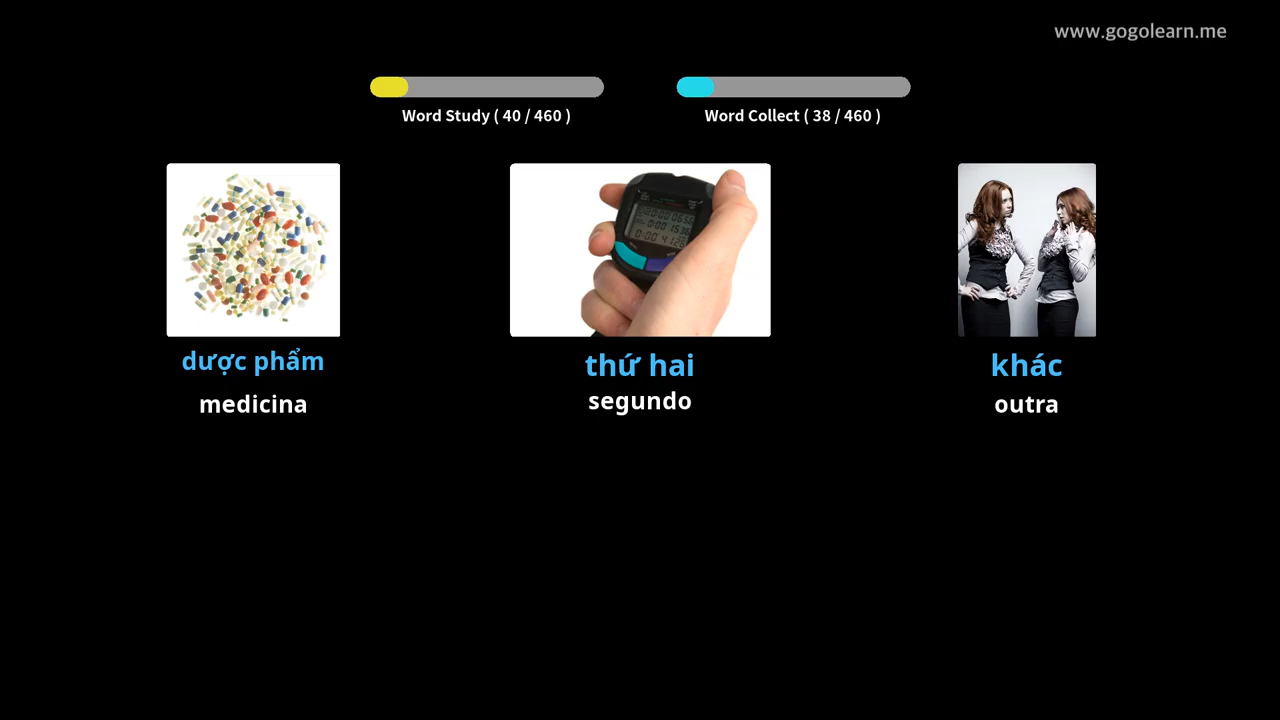 www.gogolearn.me
Word Study ( 40 / 460 )
Word Collect ( 38 / 460 )
dược phẩm
medicina
thứ hai
segundo
khác
outra